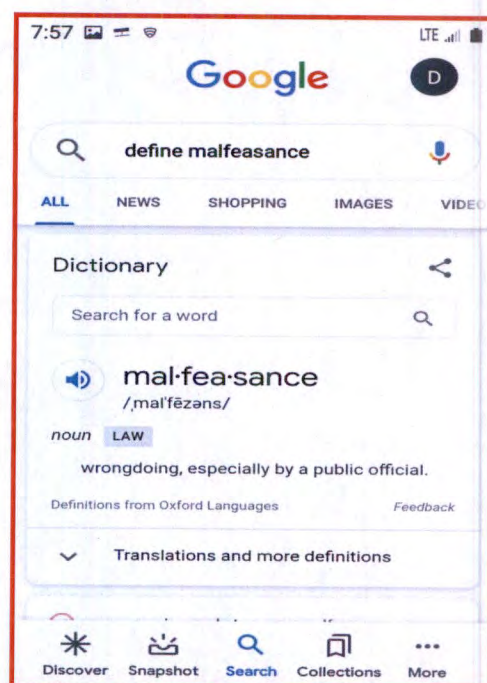 7:57 LTE
Google
D
define malfeasance
ALL NEWS SHOPPING IMAGES VIDEO
Dictionary
Search for a word
mal·fea·sance
/ˌmalˈfēzəns/
noun LAW
wrongdoing, especially by a public official.
Definitions from Oxford Languages Feedback
Translations and more definitions
Discover Snapshot Search Collections More